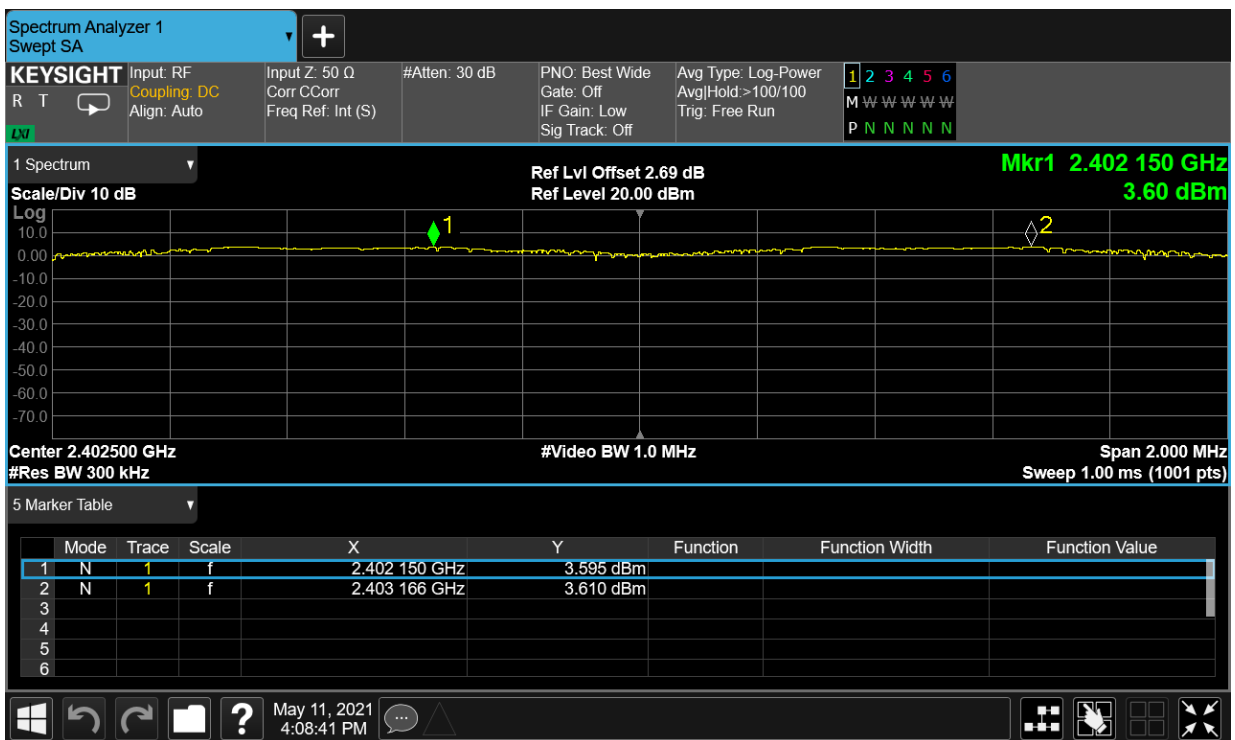 Spectrum Analyzer 1
Swept SA
+
KEYSIGHT
R T
LXI
Input: RF
Coupling: DC
Align: Auto
Input Z: 50 Ω
Corr CCorr
Freq Ref: Int (S)
#Atten: 30 dB
PNO: Best Wide
Gate: Off
IF Gain: Low
Sig Track: Off
Avg Type: Log-Power
Avg|Hold:>100/100
Trig: Free Run
1 2 3 4 5 6
M W W W W W
P N N N N N
1 Spectrum
Scale/Div 10 dB
Ref Lvl Offset 2.69 dB
Ref Level 20.00 dBm
Mkr1 2.402 150 GHz
3.60 dBm
Log
1
2
10.0
0.00
-10.0
-20.0
-30.0
-40.0
-50.0
-60.0
-70.0
Center 2.402500 GHz
#Video BW 1.0 MHz
Span 2.000 MHz
#Res BW 300 kHz
Sweep 1.00 ms (1001 pts)
5 Marker Table
Mode Trace Scale X Y Function Function Width Function Value
1 N 1 f 2.402 150 GHz 3.595 dBm
2 N 1 f 2.403 166 GHz 3.610 dBm
3
4
5
6
?
May 11, 2021
4:08:41 PM